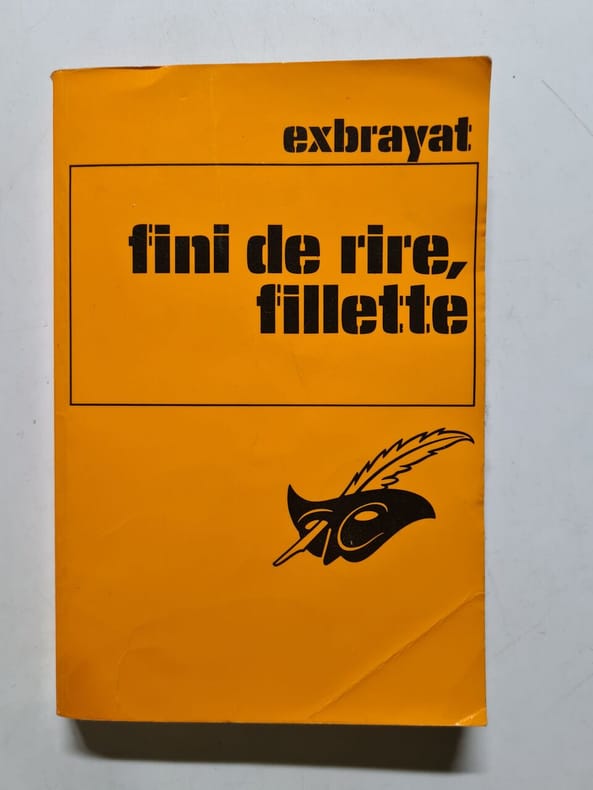 exbrayat
fini de rire,
fillette